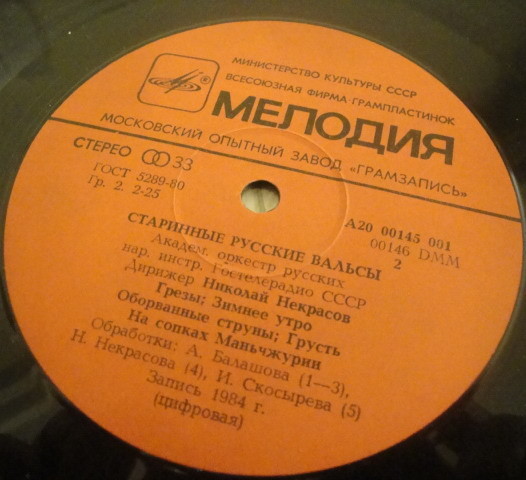 МИНИСТЕРСТВО КУЛЬТУРЫ СССР
ВСЕСОЮЗНАЯ ФИРМА·ГРАМПЛАСТИНОК
МЕЛОДИЯ
МОСКОВСКИЙ ОПЫТНЫЙ ЗАВОД «ГРАМЗАПИСЬ»
СТЕРЕО 33
ГОСТ 5289-80
Гр. 2. 2-25
А20 00145 001
00146 DMM
2
СТАРИННЫЕ РУССКИЕ ВАЛЬСЫ
Академ. оркестр русских
нар. инстр. Гостелерадио СССР
Дирижер Николай Некрасов
Грезы; Зимнее утро
Оборванные струны; Грусть
На сопках Маньчжурии
Обработки: А. Балашова (1—3),
Н. Некрасова (4), И. Скосырева (5)
Запись 1984 г.
(цифровая)